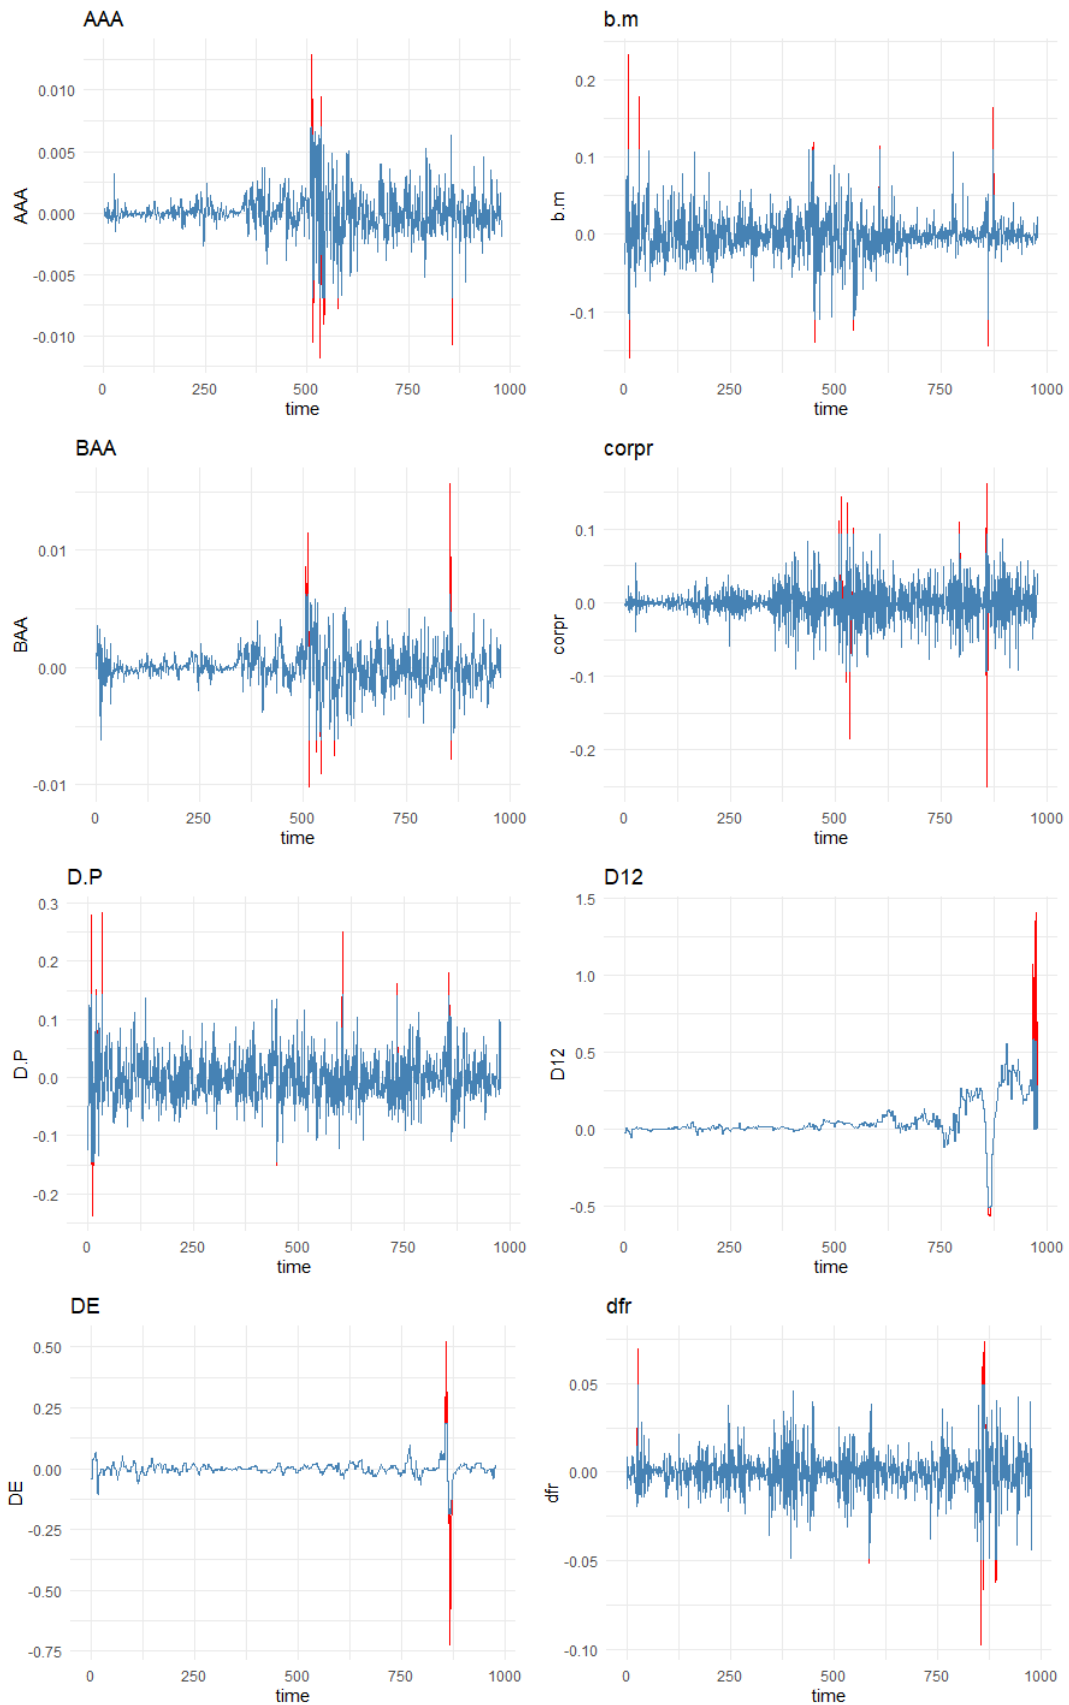 AAA
AAA
0.010
0.005
0.000
-0.005
-0.010
0 250 500 750 1000
time
b.m
b.m
0.2
0.1
0.0
-0.1
0 250 500 750 1000
time
BAA
BAA
0.01
0.00
-0.01
0 250 500 750 1000
time
corpr
corpr
0.1
0.0
-0.1
-0.2
0 250 500 750 1000
time
D.P
D.P
0.3
0.2
0.1
0.0
-0.1
-0.2
0 250 500 750 1000
time
D12
D12
1.5
1.0
0.5
0.0
-0.5
0 250 500 750 1000
time
DE
DE
0.50
0.25
0.00
-0.25
-0.50
-0.75
0 250 500 750 1000
time
dfr
dfr
0.05
0.00
-0.05
-0.10
0 250 500 750 1000
time